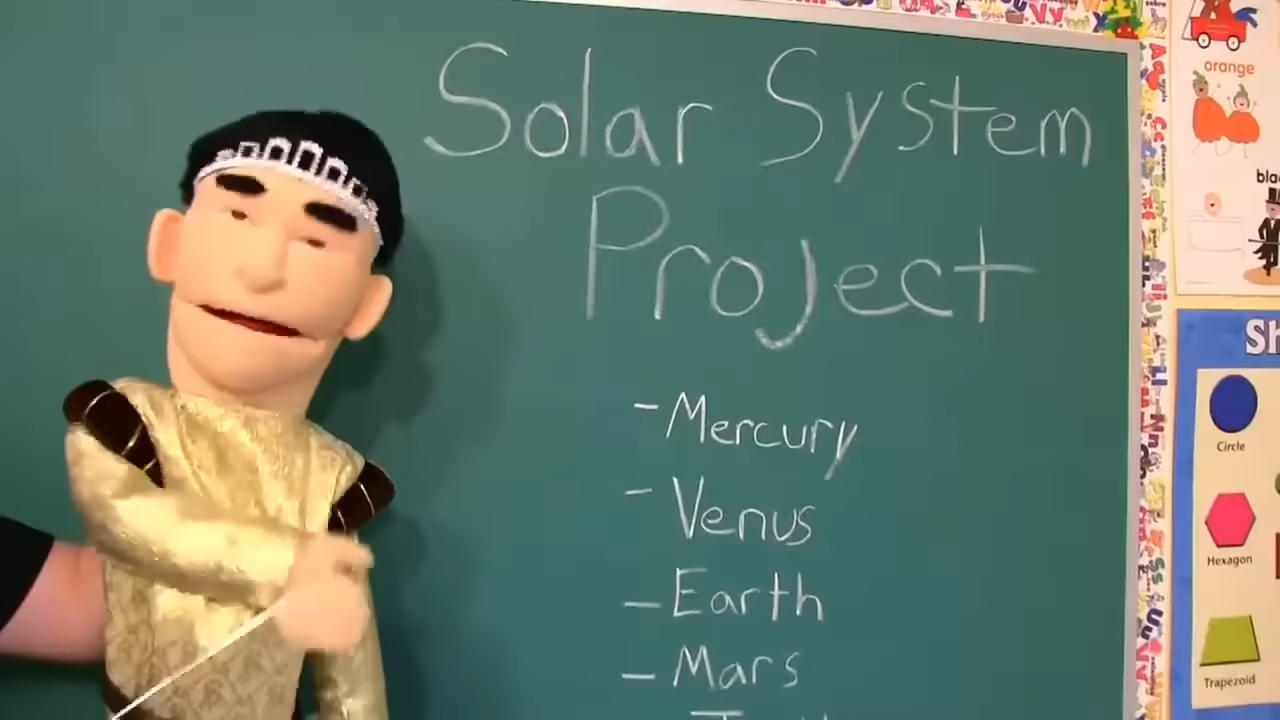 Solar System
Project
- Mercury
- Venus
- Earth
- Mars
orange
Circle
Hexagon
Trapezoid